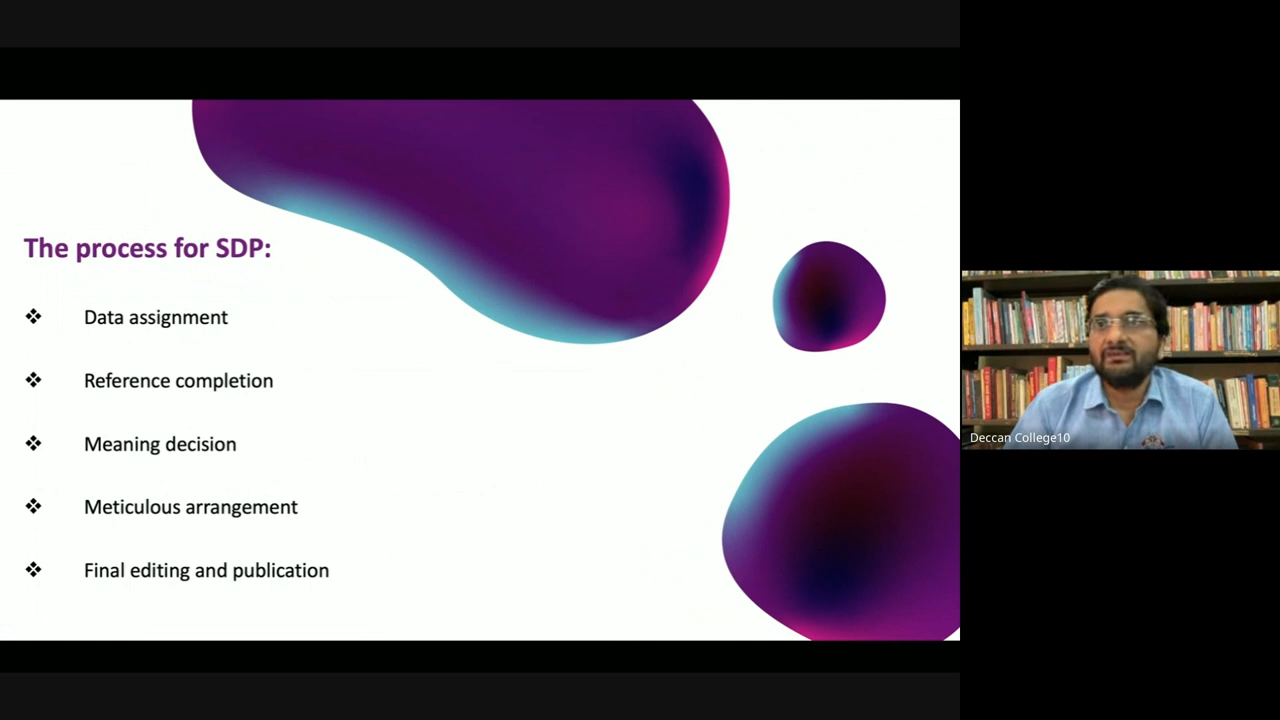 The process for SDP:
Data assignment
Reference completion
Meaning decision
Meticulous arrangement
Final editing and publication
Deccan College10